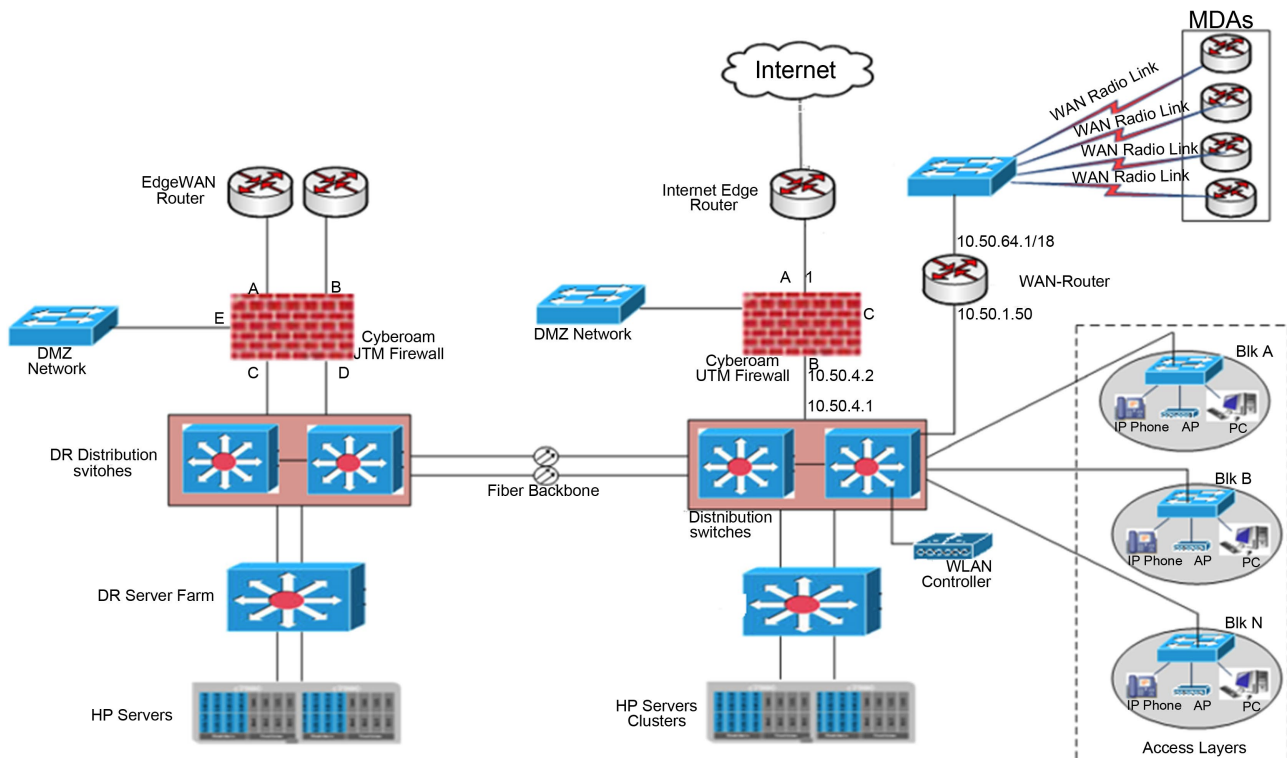 MDAs
Internet
WAN Radio Link
WAN Radio Link
WAN Radio Link
WAN Radio Link
EdgeWAN
Router
Internet Edge
Router
10.50.64.1/18
WAN-Router
10.50.1.50
A
B
E
C
D
DMZ
Network
Cyberoam
JTM Firewall
A
1
C
B
DMZ Network
Cyberoam
UTM Firewall
10.50.4.2
10.50.4.1
DR Distribution
svitches
Fiber Backbone
Distnibution
switches
WLAN
Controller
DR Server Farm
HP Servers
HP Servers
Clusters
Blk A
IP Phone
AP
PC
Blk B
IP Phone
AP
PC
Blk N
IP Phone
AP
PC
Access Layers